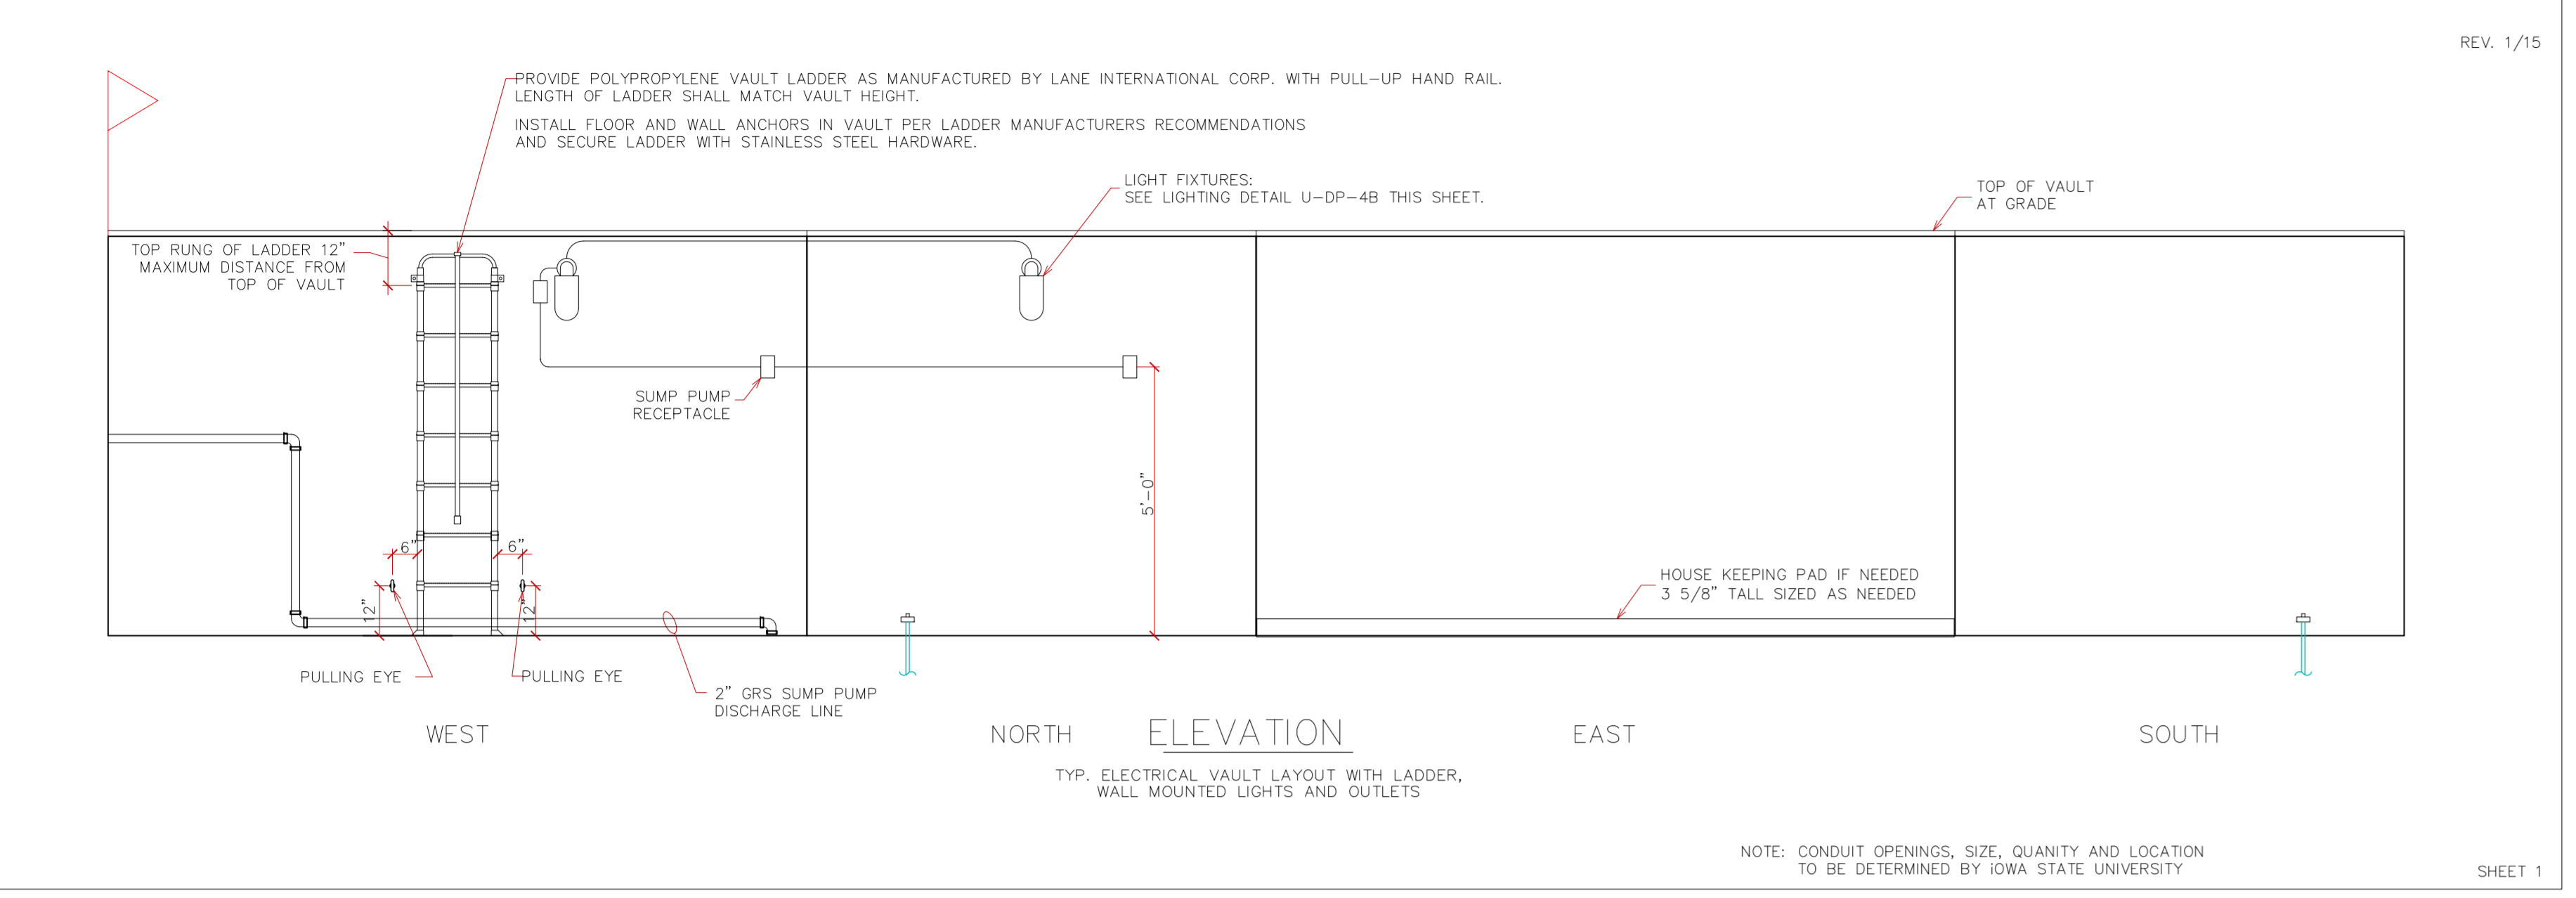 REV. 1/15
PROVIDE POLYPROPYLENE VAULT LADDER AS MANUFACTURED BY LANE INTERNATIONAL CORP. WITH PULL-UP HAND RAIL.
LENGTH OF LADDER SHALL MATCH VAULT HEIGHT.
INSTALL FLOOR AND WALL ANCHORS IN VAULT PER LADDER MANUFACTURERS RECOMMENDATIONS
AND SECURE LADDER WITH STAINLESS STEEL HARDWARE.
LIGHT FIXTURES:
SEE LIGHTING DETAIL U-DP-4B THIS SHEET.
TOP OF VAULT
AT GRADE
TOP RUNG OF LADDER 12"
MAXIMUM DISTANCE FROM
TOP OF VAULT
SUMP PUMP
RECEPTACLE
5'-0"
6"
6"
12"
12"
HOUSE KEEPING PAD IF NEEDED
3 5/8" TALL SIZED AS NEEDED
PULLING EYE
PULLING EYE
2" GRS SUMP PUMP
DISCHARGE LINE
WEST
NORTH
ELEVATION
EAST
SOUTH
TYP. ELECTRICAL VAULT LAYOUT WITH LADDER,
WALL MOUNTED LIGHTS AND OUTLETS
NOTE: CONDUIT OPENINGS, SIZE, QUANITY AND LOCATION
TO BE DETERMINED BY iOWA STATE UNIVERSITY
SHEET 1